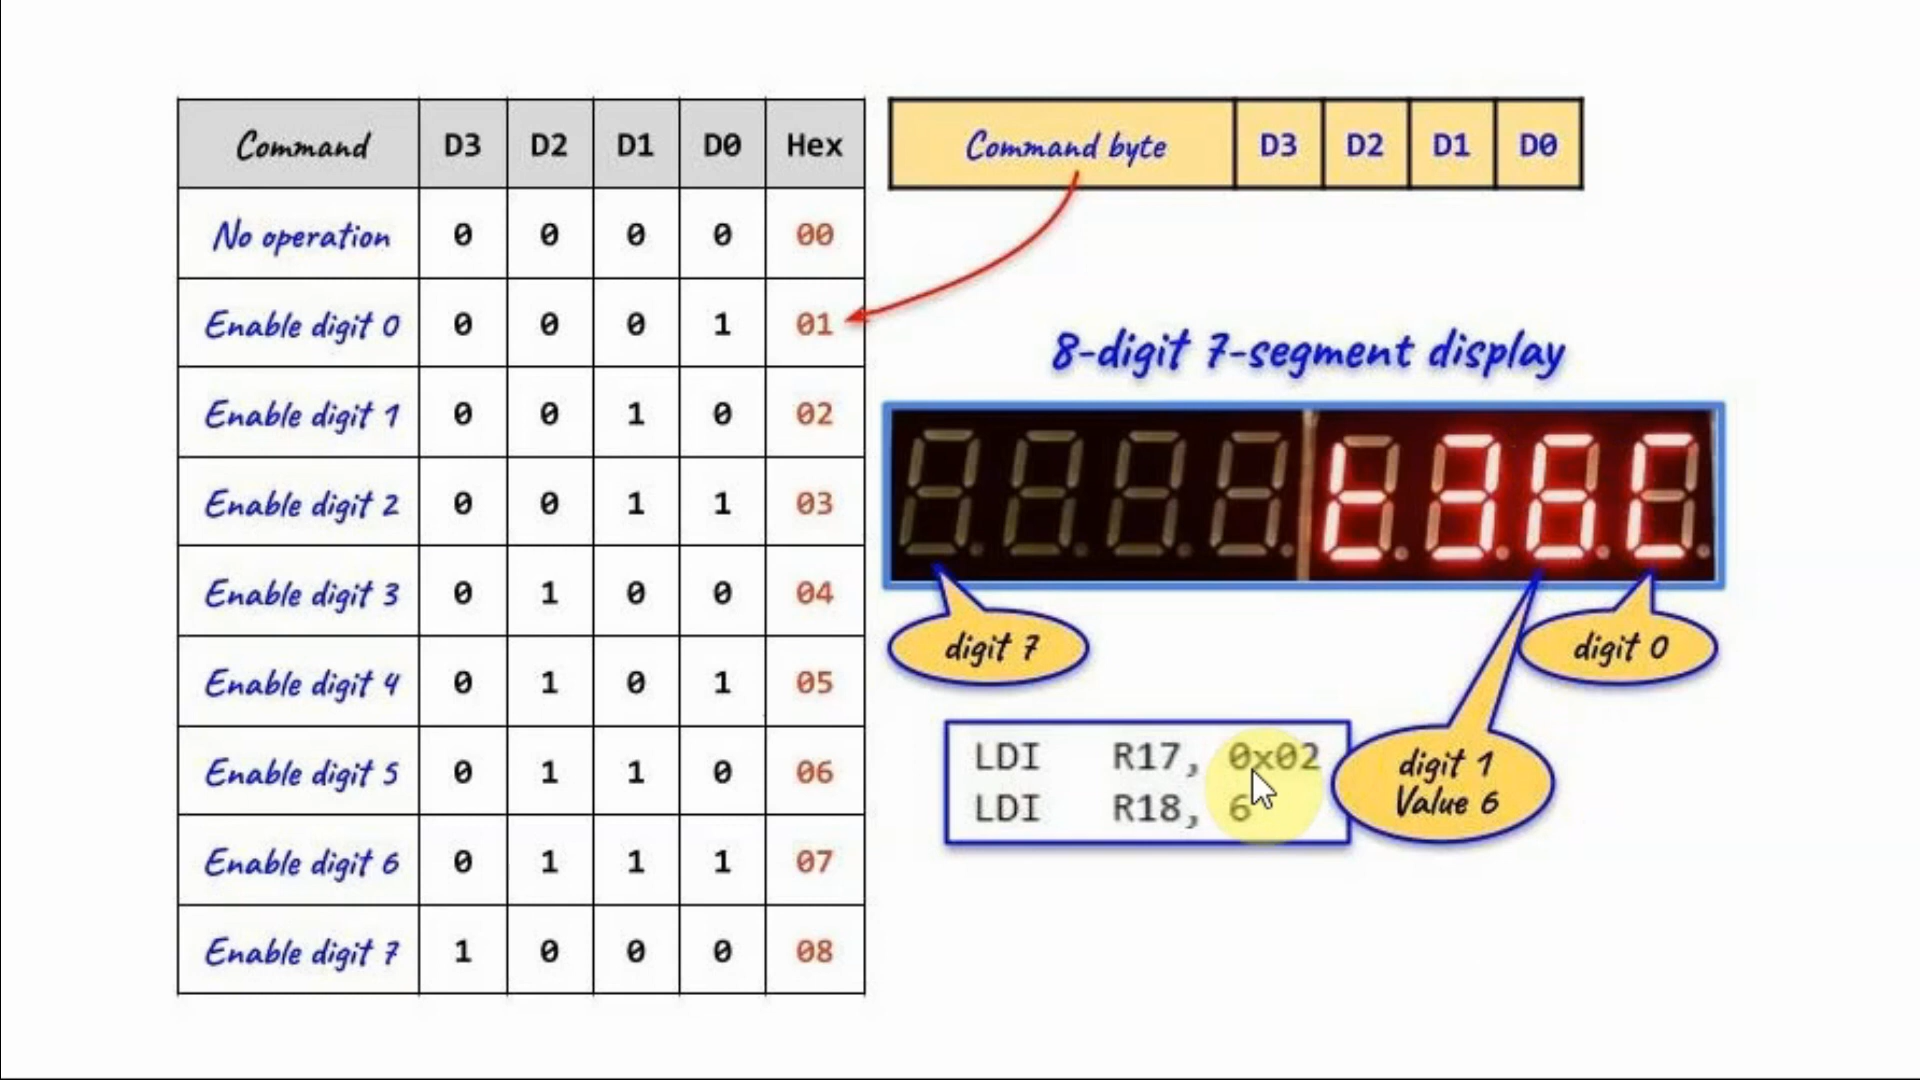 Command D3 D2 D1 D0 Hex
No operation 0 0 0 0 00
Enable digit 0 0 0 0 1 01
Enable digit 1 0 0 1 0 02
Enable digit 2 0 0 1 1 03
Enable digit 3 0 1 0 0 04
Enable digit 4 0 1 0 1 05
Enable digit 5 0 1 1 0 06
Enable digit 6 0 1 1 1 07
Enable digit 7 1 0 0 0 08
Command byte D3 D2 D1 D0
8-digit 7-segment display
digit 7
digit 0
LDI R17, 0x02
LDI R18, 6
digit 1
Value 6